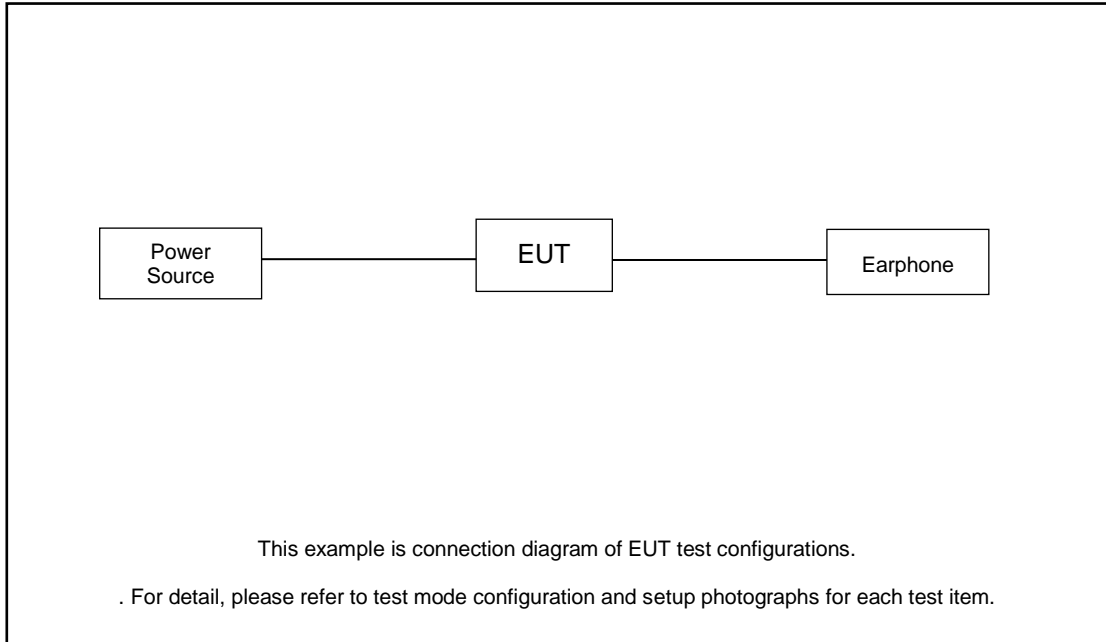 Power
Source
EUT
Earphone
This example is connection diagram of EUT test configurations.
. For detail, please refer to test mode configuration and setup photographs for each test item.